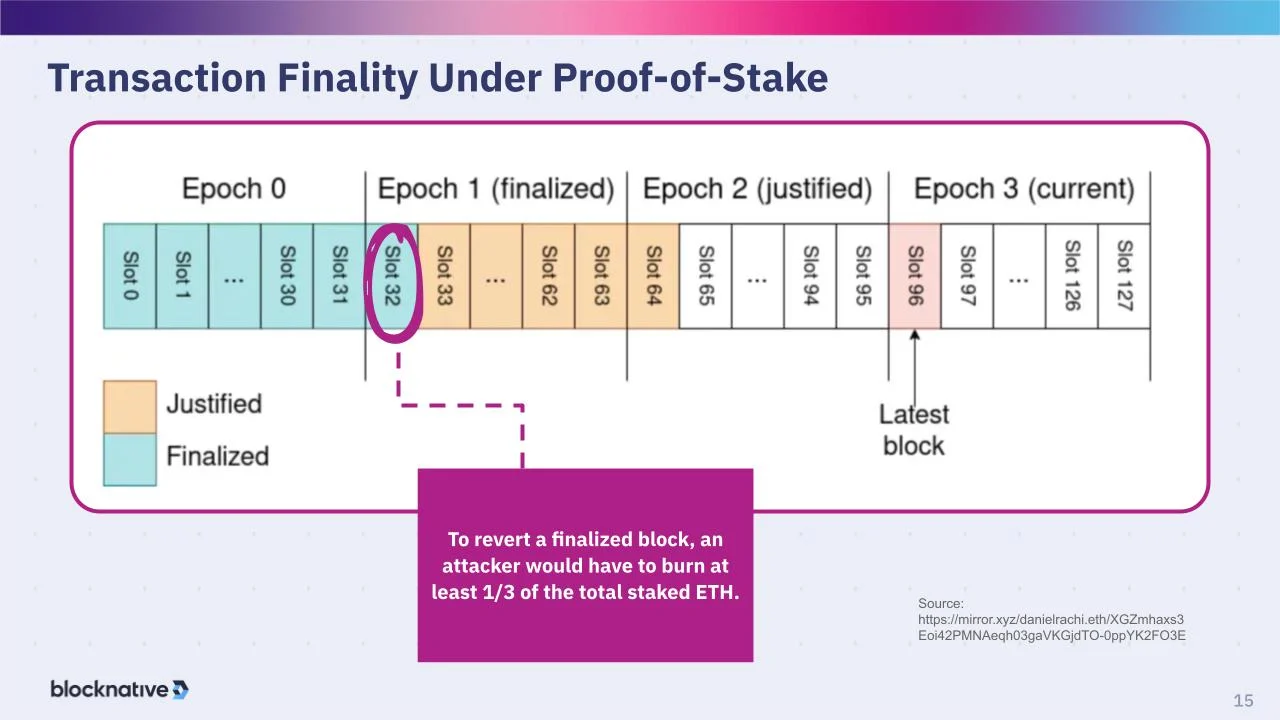 Transaction Finality Under Proof-of-Stake
Epoch 0
Epoch 1 (finalized)
Epoch 2 (justified)
Epoch 3 (current)
Slot 0
Slot 1
...
Slot 30
Slot 31
Slot 32
Slot 33
...
Slot 62
Slot 63
Slot 64
Slot 65
...
Slot 94
Slot 95
Slot 96
Slot 97
...
Slot 126
Slot 127
Justified
Finalized
Latest
block
To revert a finalized block, an
attacker would have to burn at
least 1/3 of the total staked ETH.
Source:
https://mirror.xyz/danielrachi.eth/XGZmhaxs3
Eoi42PMNAeqh03gaVKGjdTO-0ppYK2FO3E
blocknative
15